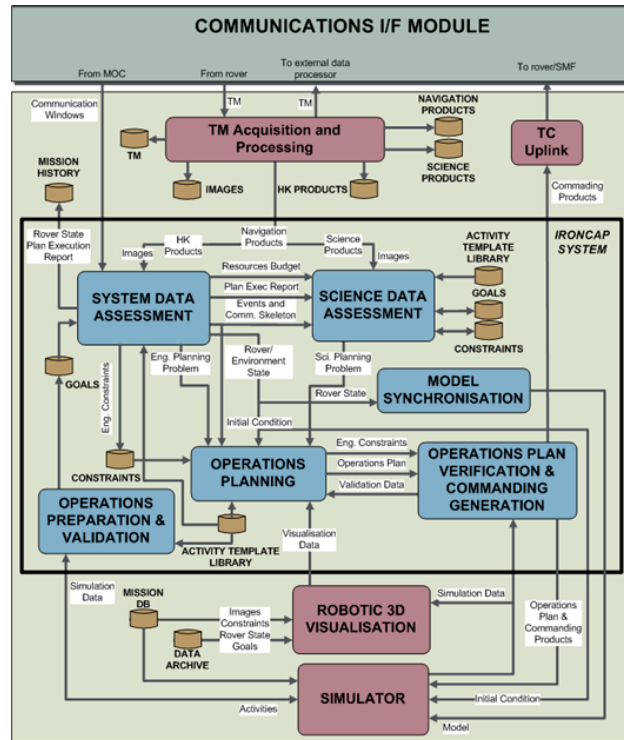 COMMUNICATIONS I/F MODULE
From MOC
From rover
To external data
processor
To rover/SMF
Communication
Windows
TM
TM
TM Acquisition and
Processing
NAVIGATION
PRODUCTS
SCIENCE
PRODUCTS
TC
Uplink
TM
IMAGES
HK PRODUCTS
MISSION
HISTORY
Commading
Products
Rover State
Plan Execution
Report
IRONCAP
SYSTEM
HK
Products
Navigation
Products
Science
Products
Images
Images
ACTIVITY
TEMPLATE
LIBRARY
SYSTEM DATA
ASSESSMENT
Resources Budget
Plan Exec Report
Events and
Comm. Skeleton
SCIENCE DATA
ASSESSMENT
GOALS
CONSTRAINTS
GOALS
Eng. Constraints
Eng. Planning
Problem
Rover/
Environment
State
Sci. Planning
Problem
Rover State
MODEL
SYNCHRONISATION
Initial Condition
CONSTRAINTS
OPERATIONS
PLANNING
Eng. Constraints
Operations Plan
Validation Data
OPERATIONS PLAN
VERIFICATION &
COMMANDING
GENERATION
OPERATIONS
PREPARATION &
VALIDATION
ACTIVITY TEMPLATE
LIBRARY
Visualisation
Data
Simulation
Data
MISSION
DB
Images
Constraints
Rover State
Goals
DATA
ARCHIVE
ROBOTIC 3D
VISUALISATION
Simulation Data
Operations
Plan &
Commanding
Products
SIMULATOR
Activities
Initial Condition
Model